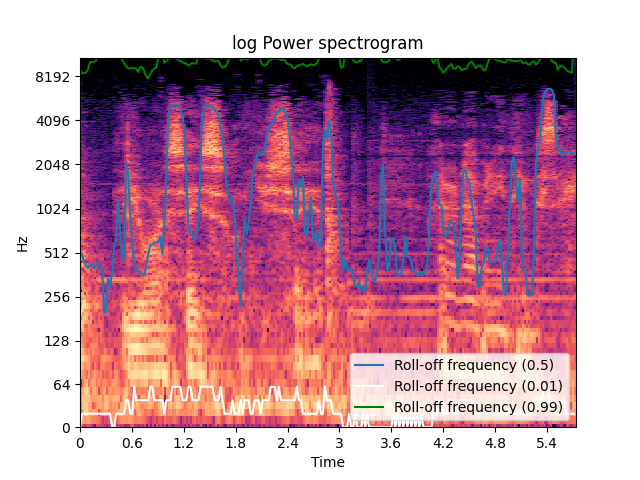 log Power spectrogram
Hz
8192
4096
2048
1024
512
256
128
64
0
Roll-off frequency (0.5)
Roll-off frequency (0.01)
Roll-off frequency (0.99)
0 0.6 1.2 1.8 2.4 3 3.6 4.2 4.8 5.4
Time